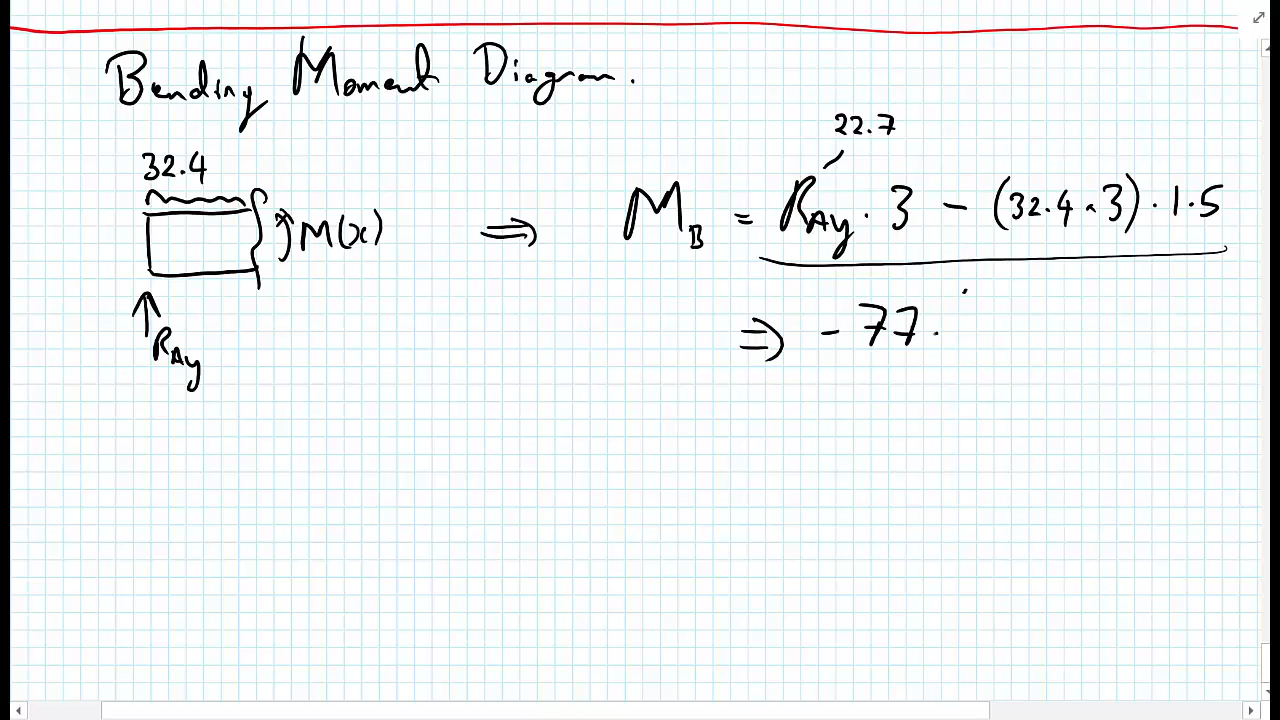 Bending Moment Diagram.
22.7
32.4
M(x) ⇒ M_B = R_Ay . 3 - (32.4 × 3) . 1.5
R_Ay
⇒ -77.